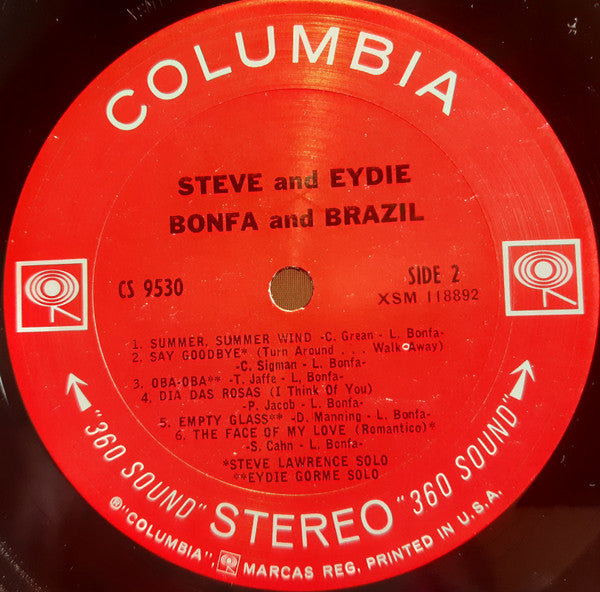 COLUMBIA
STEVE and EYDIE
BONFA and BRAZIL
CS 9530
SIDE 2
XSM 118892
1. SUMMER, SUMMER WIND -C. Grean - L. Bonfa-
2. SAY GOODBYE* (Turn Around . . . Walk Away)
-C. Sigman - L. Bonfa-
3. OBA-OBA** -T. Jaffe - L. Bonfa-
4. DIA DAS ROSAS (I Think Of You)
-P. Jacob - L. Bonfa-
5. EMPTY GLASS** -D. Manning - L. Bonfa-
6. THE FACE OF MY LOVE (Romantico)*
-S. Cahn - L. Bonfa-
*STEVE LAWRENCE SOLO
**EYDIE GORME SOLO
"360 SOUND" STEREO "360 SOUND"
®"COLUMBIA", MARCAS REG. PRINTED IN U.S.A.